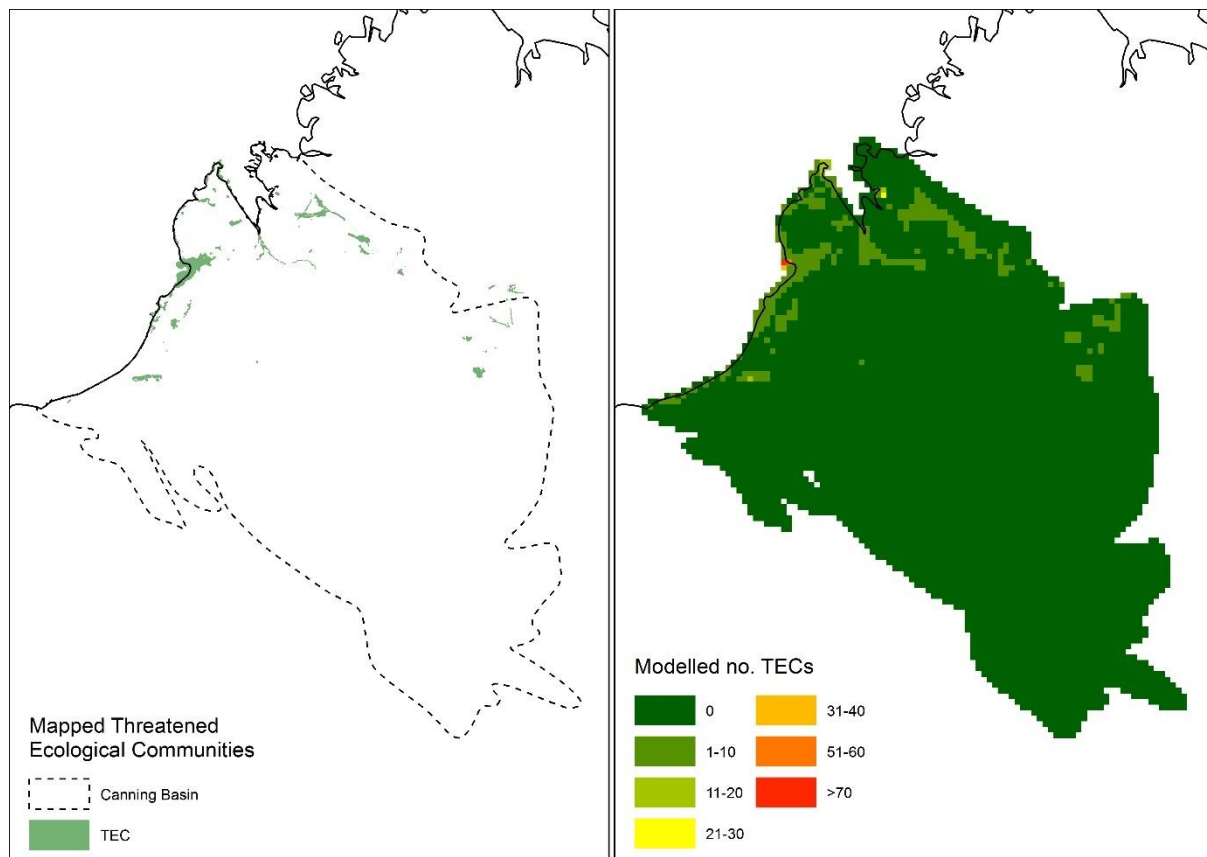 Mapped Threatened
Ecological Communities
Canning Basin
TEC
Modelled no. TECs
0
1-10
11-20
21-30
31-40
51-60
>70